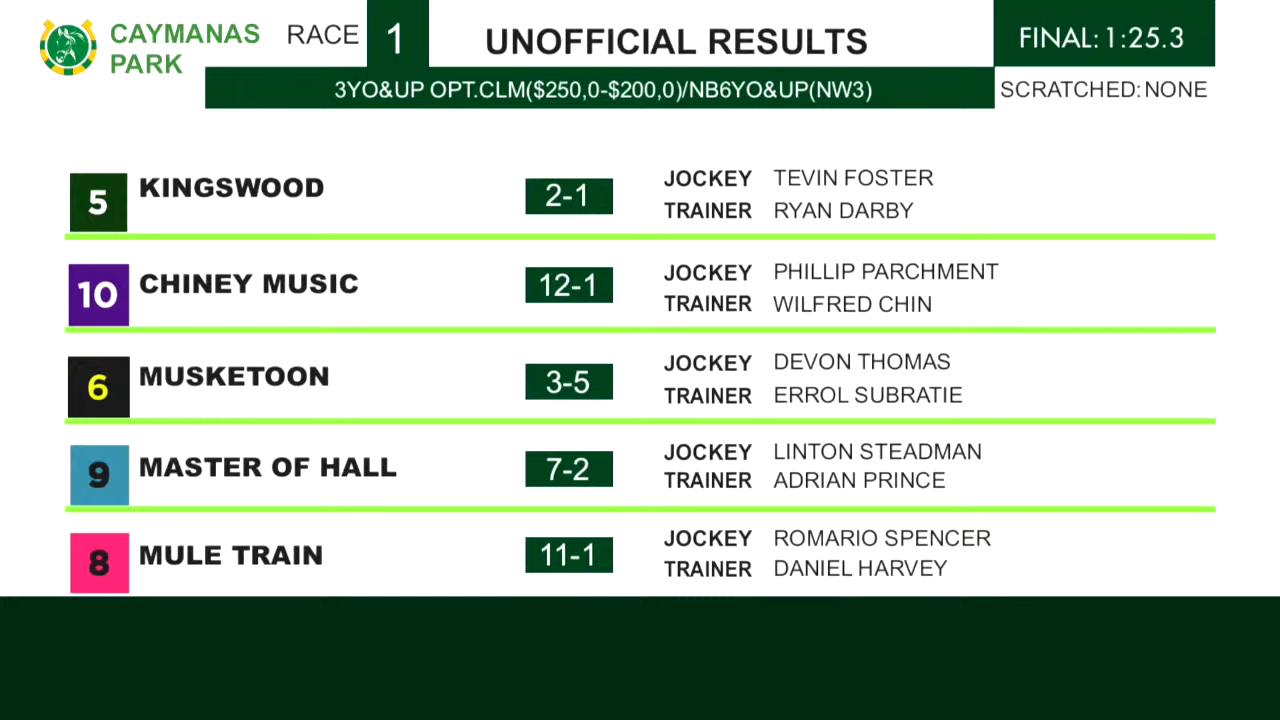 CAYMANAS
PARK
RACE 1
UNOFFICIAL RESULTS
FINAL: 1:25.3
3YO&UP OPT.CLM($250,0-$200,0)/NB6YO&UP(NW3)
SCRATCHED: NONE
5 KINGSWOOD 2-1 JOCKEY TEVIN FOSTER
TRAINER RYAN DARBY
10 CHINEY MUSIC 12-1 JOCKEY PHILLIP PARCHMENT
TRAINER WILFRED CHIN
6 MUSKETOON 3-5 JOCKEY DEVON THOMAS
TRAINER ERROL SUBRATIE
9 MASTER OF HALL 7-2 JOCKEY LINTON STEADMAN
TRAINER ADRIAN PRINCE
8 MULE TRAIN 11-1 JOCKEY ROMARIO SPENCER
TRAINER DANIEL HARVEY